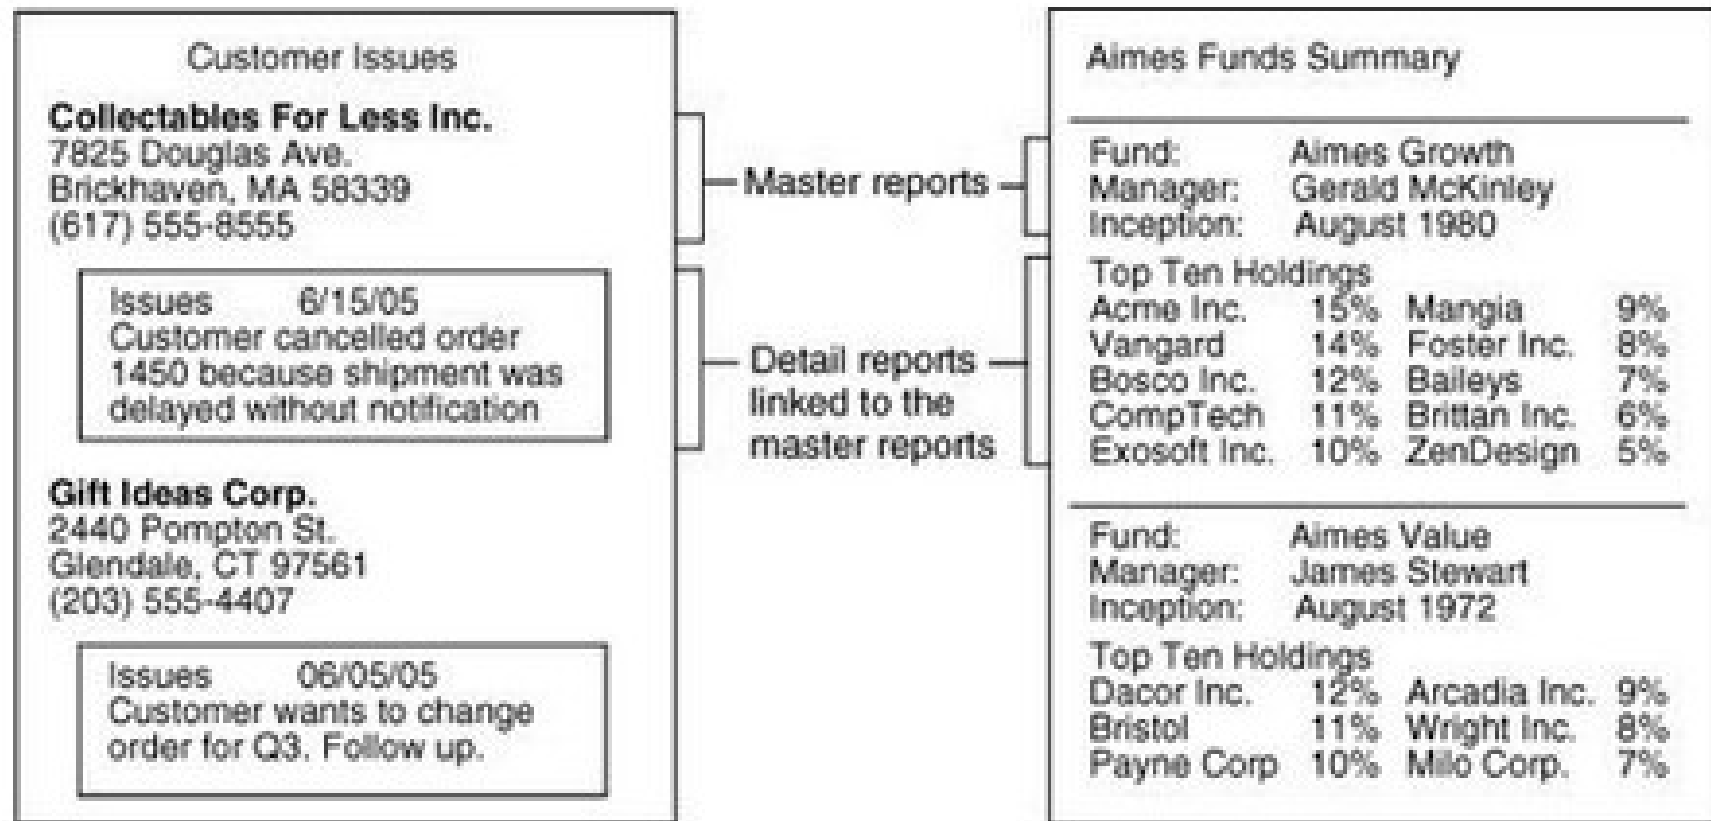 Customer Issues
Collectables For Less Inc.
7825 Douglas Ave.
Brickhaven, MA 58339
(617) 555-8555
Issues 6/15/05
Customer cancelled order
1450 because shipment was
delayed without notification
Gift Ideas Corp.
2440 Pompton St.
Glendale, CT 97561
(203) 555-4407
Issues 06/05/05
Customer wants to change
order for Q3. Follow up.
Master reports
Detail reports
linked to the
master reports
Aimes Funds Summary
Fund: Aimes Growth
Manager: Gerald McKinley
Inception: August 1980
Top Ten Holdings
Acme Inc. 15% Mangia 9%
Vangard 14% Foster Inc. 8%
Bosco Inc. 12% Baileys 7%
CompTech 11% Brittan Inc. 6%
Exosoft Inc. 10% ZenDesign 5%
Fund: Aimes Value
Manager: James Stewart
Inception: August 1972
Top Ten Holdings
Dacor Inc. 12% Arcadia Inc. 9%
Bristol 11% Wright Inc. 8%
Payne Corp 10% Milo Corp. 7%